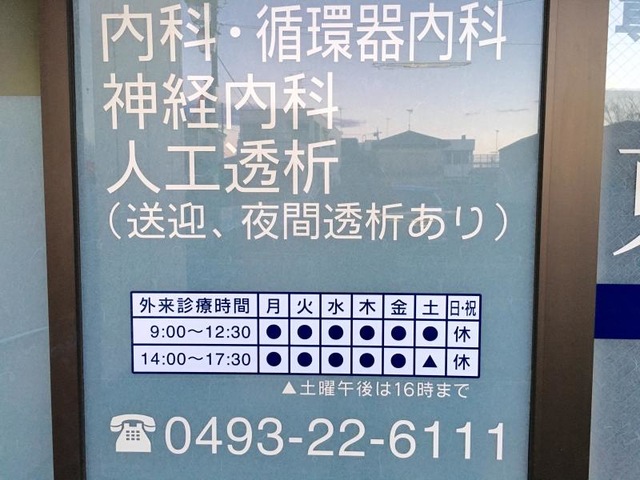 内科・循環器内科
神経内科
人工透析
（送迎、夜間透析あり）
外来診療時間 月 火 水 木 金 土 日・祝
9:00〜12:30 ● ● ● ● ● ● 休
14:00〜17:30 ● ● ● ● ● ▲ 休
▲土曜午後は16時まで
☎0493-22-6111